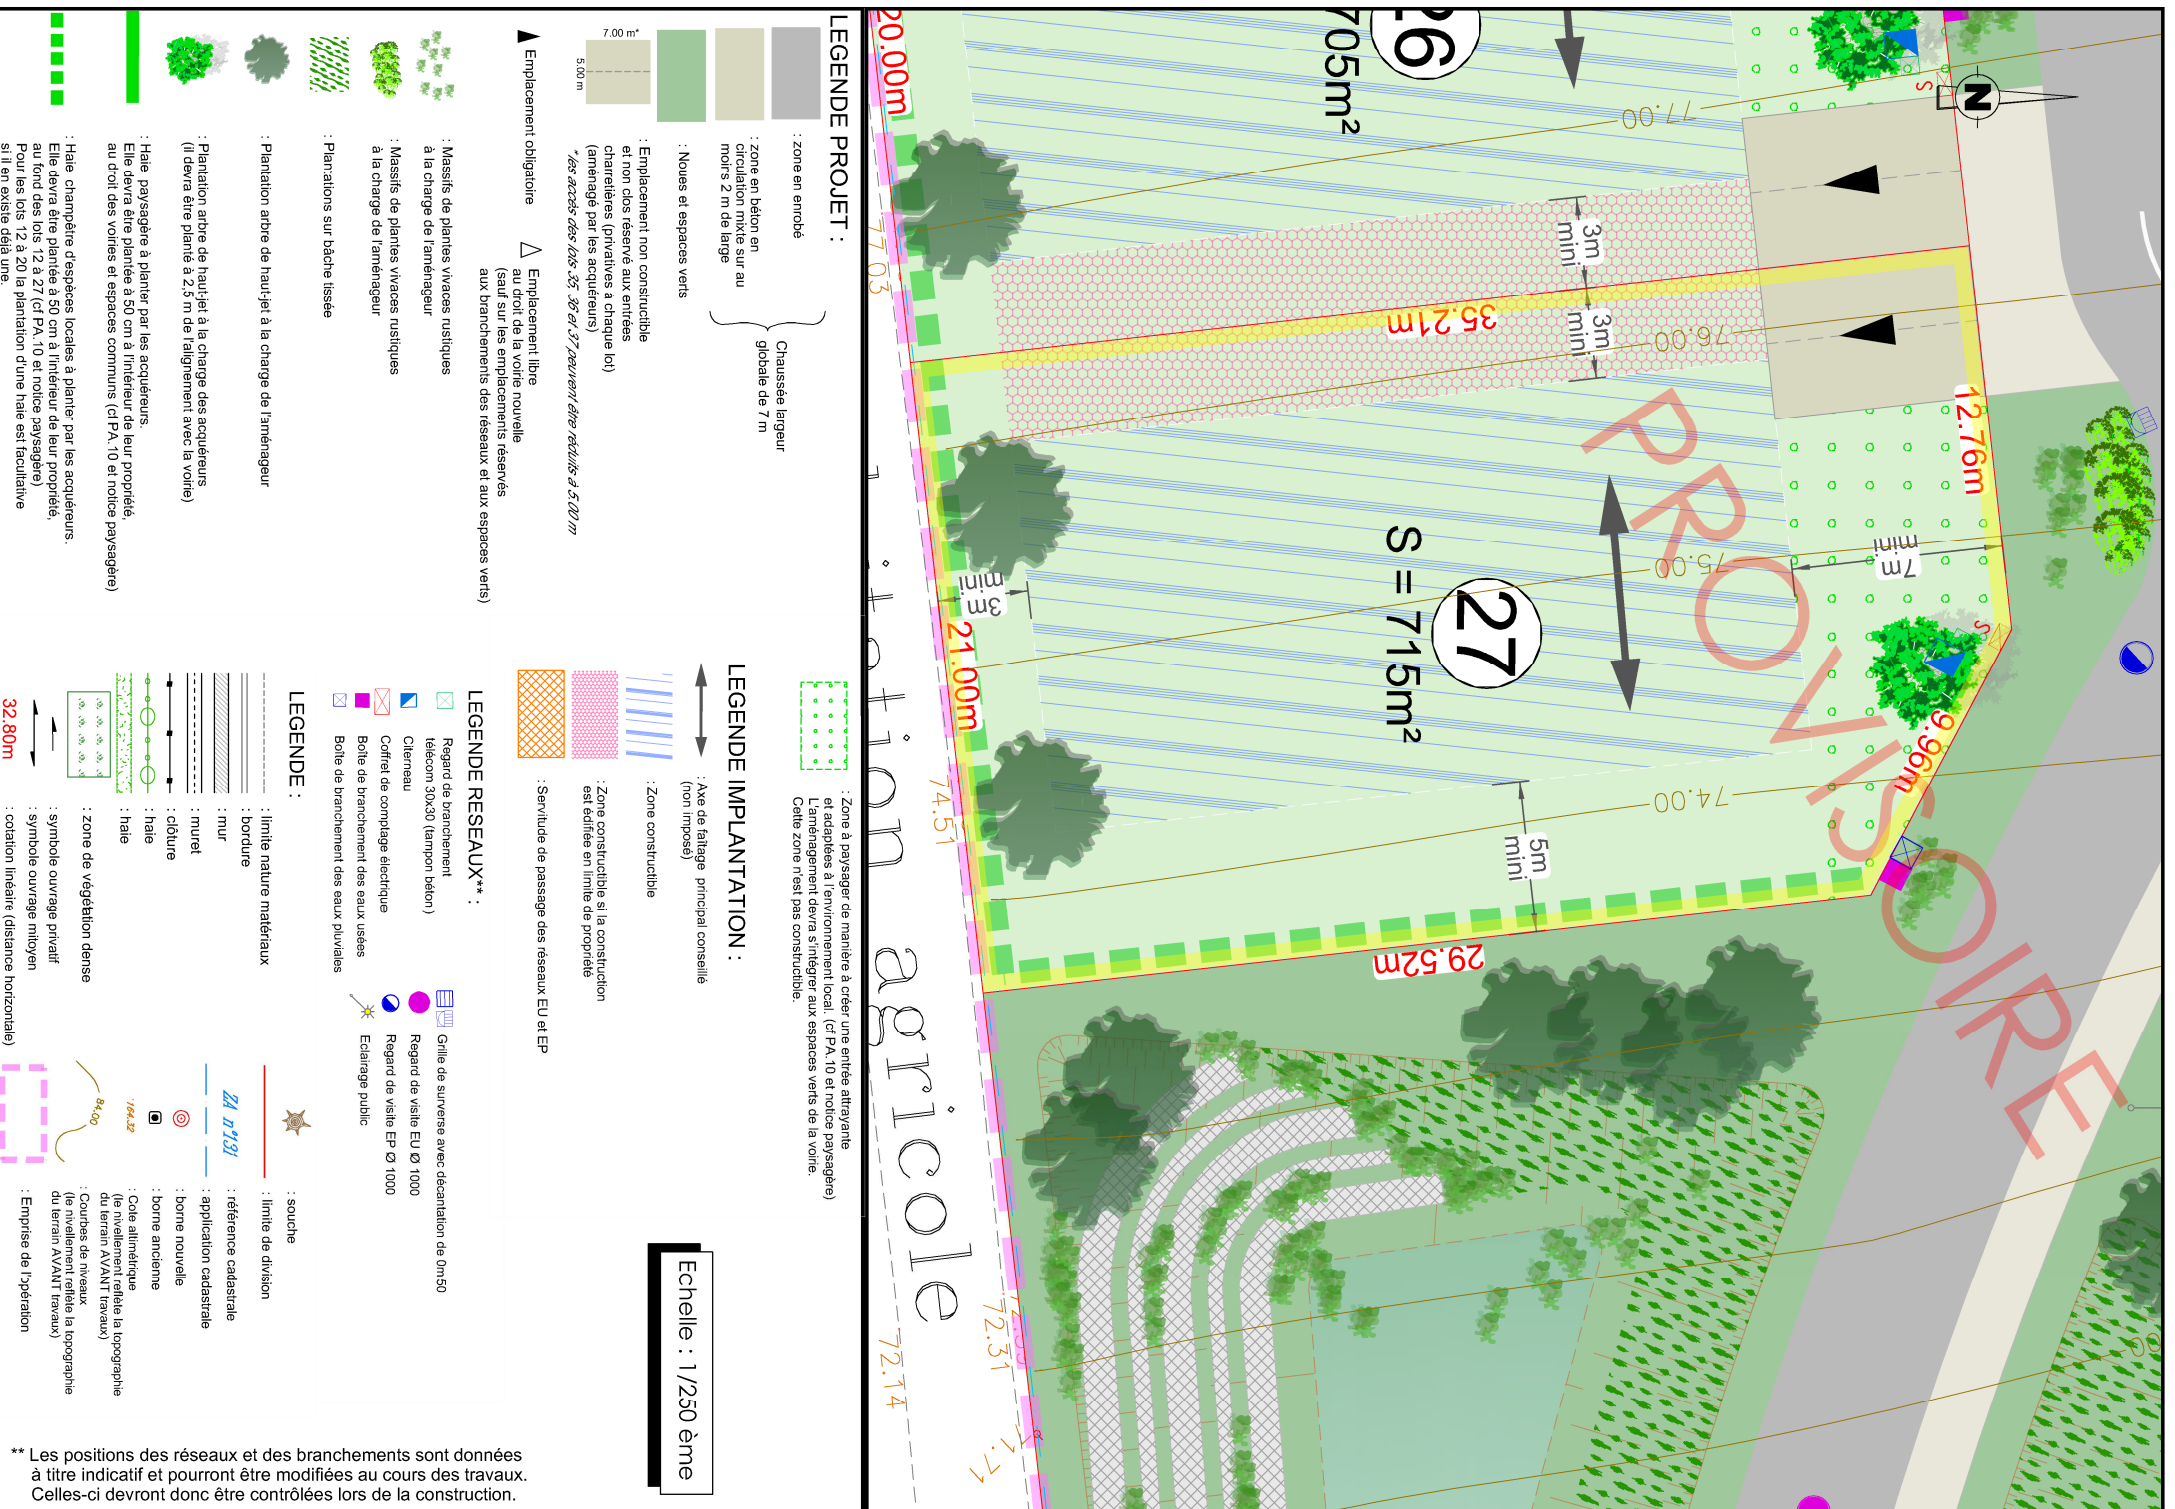 LEGENDE PROJET :
: zone en enrobé
: zone en béton en
circulation mixte sur au
moins 2 m de large
Chaussée largeur
globale de 7 m
: Noues et espaces verts
7.00 m*
5.00 m
: Emplacement non constructible
et non clos réservé aux entrées
charretières (privatives à chaque lot)
(aménagé par les acquéreurs)
*les accès des lots 35, 36 et 37 peuvent être réduits à 5.00 m
Emplacement obligatoire
Emplacement libre
au droit de la voirie nouvelle
(sauf sur les emplacements réservés
aux branchements des réseaux et aux espaces verts)
: Massifs de plantes vivaces rustiques
à la charge de l'aménageur
: Massifs de plantes vivaces rustiques
à la charge de l'aménageur
: Plantations sur bâche tissée
: Plantation arbre de haut-jet à la charge de l'aménageur
: Plantation arbre de haut-jet à la charge des acquéreurs
(il devra être planté à 2,5 m de l'alignement avec la voirie)
: Haie paysagère à planter par les acquéreurs.
Elle devra être plantée à 50 cm à l'intérieur de leur propriété,
au droit des voiries et espaces communs (cf PA.10 et notice paysagère)
: Haie champêtre d'espèces locales à planter par les acquéreurs.
Elle devra être plantée à 50 cm à l'intérieur de leur propriété,
au fond des lots 12 à 27 (cf PA.10 et notice paysagère)
Pour les lots 12 à 20 la plantation d'une haie est facultative
si il en existe déjà une.
: Zone à paysager de manière à créer une entrée attrayante
et adaptées à l'environnement local. (cf PA.10 et notice paysagère)
L'aménagement devra s'intégrer aux espaces verts de la voirie.
Cette zone n'est pas constructible.
LEGENDE IMPLANTATION :
: Axe de faîtage principal conseillé
(non imposé)
: Zone constructible
: Zone constructible si la construction
est édifiée en limite de propriété
: Servitude de passage des réseaux EU et EP
LEGENDE RESEAUX** :
Regard de branchement
télécom 30x30 (tampon béton)
Citerneau
Coffret de comptage électrique
Boîte de branchement des eaux usées
Boîte de branchement des eaux pluviales
Grille de surverse avec décantation de 0m50
Regard de visite EU Ø 1000
Regard de visite EP Ø 1000
Eclairage public
LEGENDE :
: limite nature matériaux
: bordure
: mur
: muret
: clôture
: haie
: haie
: zone de végétation dense
: symbole ouvrage privatif
: symbole ouvrage mitoyen
32.80m
: cotation linéaire (distance horizontale)
: souche
: limite de division
ZA n°131
: référence cadastrale
: application cadastrale
: borne nouvelle
: borne ancienne
164.32
: Cote altimétrique
(le nivellement reflète la topographie
du terrain AVANT travaux)
84.00
: Courbes de niveaux
(le nivellement reflète la topographie
du terrain AVANT travaux)
: Emprise de l'opération
Echelle : 1/250 ème
** Les positions des réseaux et des branchements sont données
à titre indicatif et pourront être modifiées au cours des travaux.
Celles-ci devront donc être contrôlées lors de la construction.
N
26
705m²
20.00m
77.00
77.03
3m
mini
3m
mini
35.21m
76.00
12.76m
S
PROVISOIRE
27
S = 715m²
75.00
7m
mini
3m
mini
21.00m
S
9.96m
74.00
74.51
5m
mini
29.52m
agricole
72.31
72.14
71.71